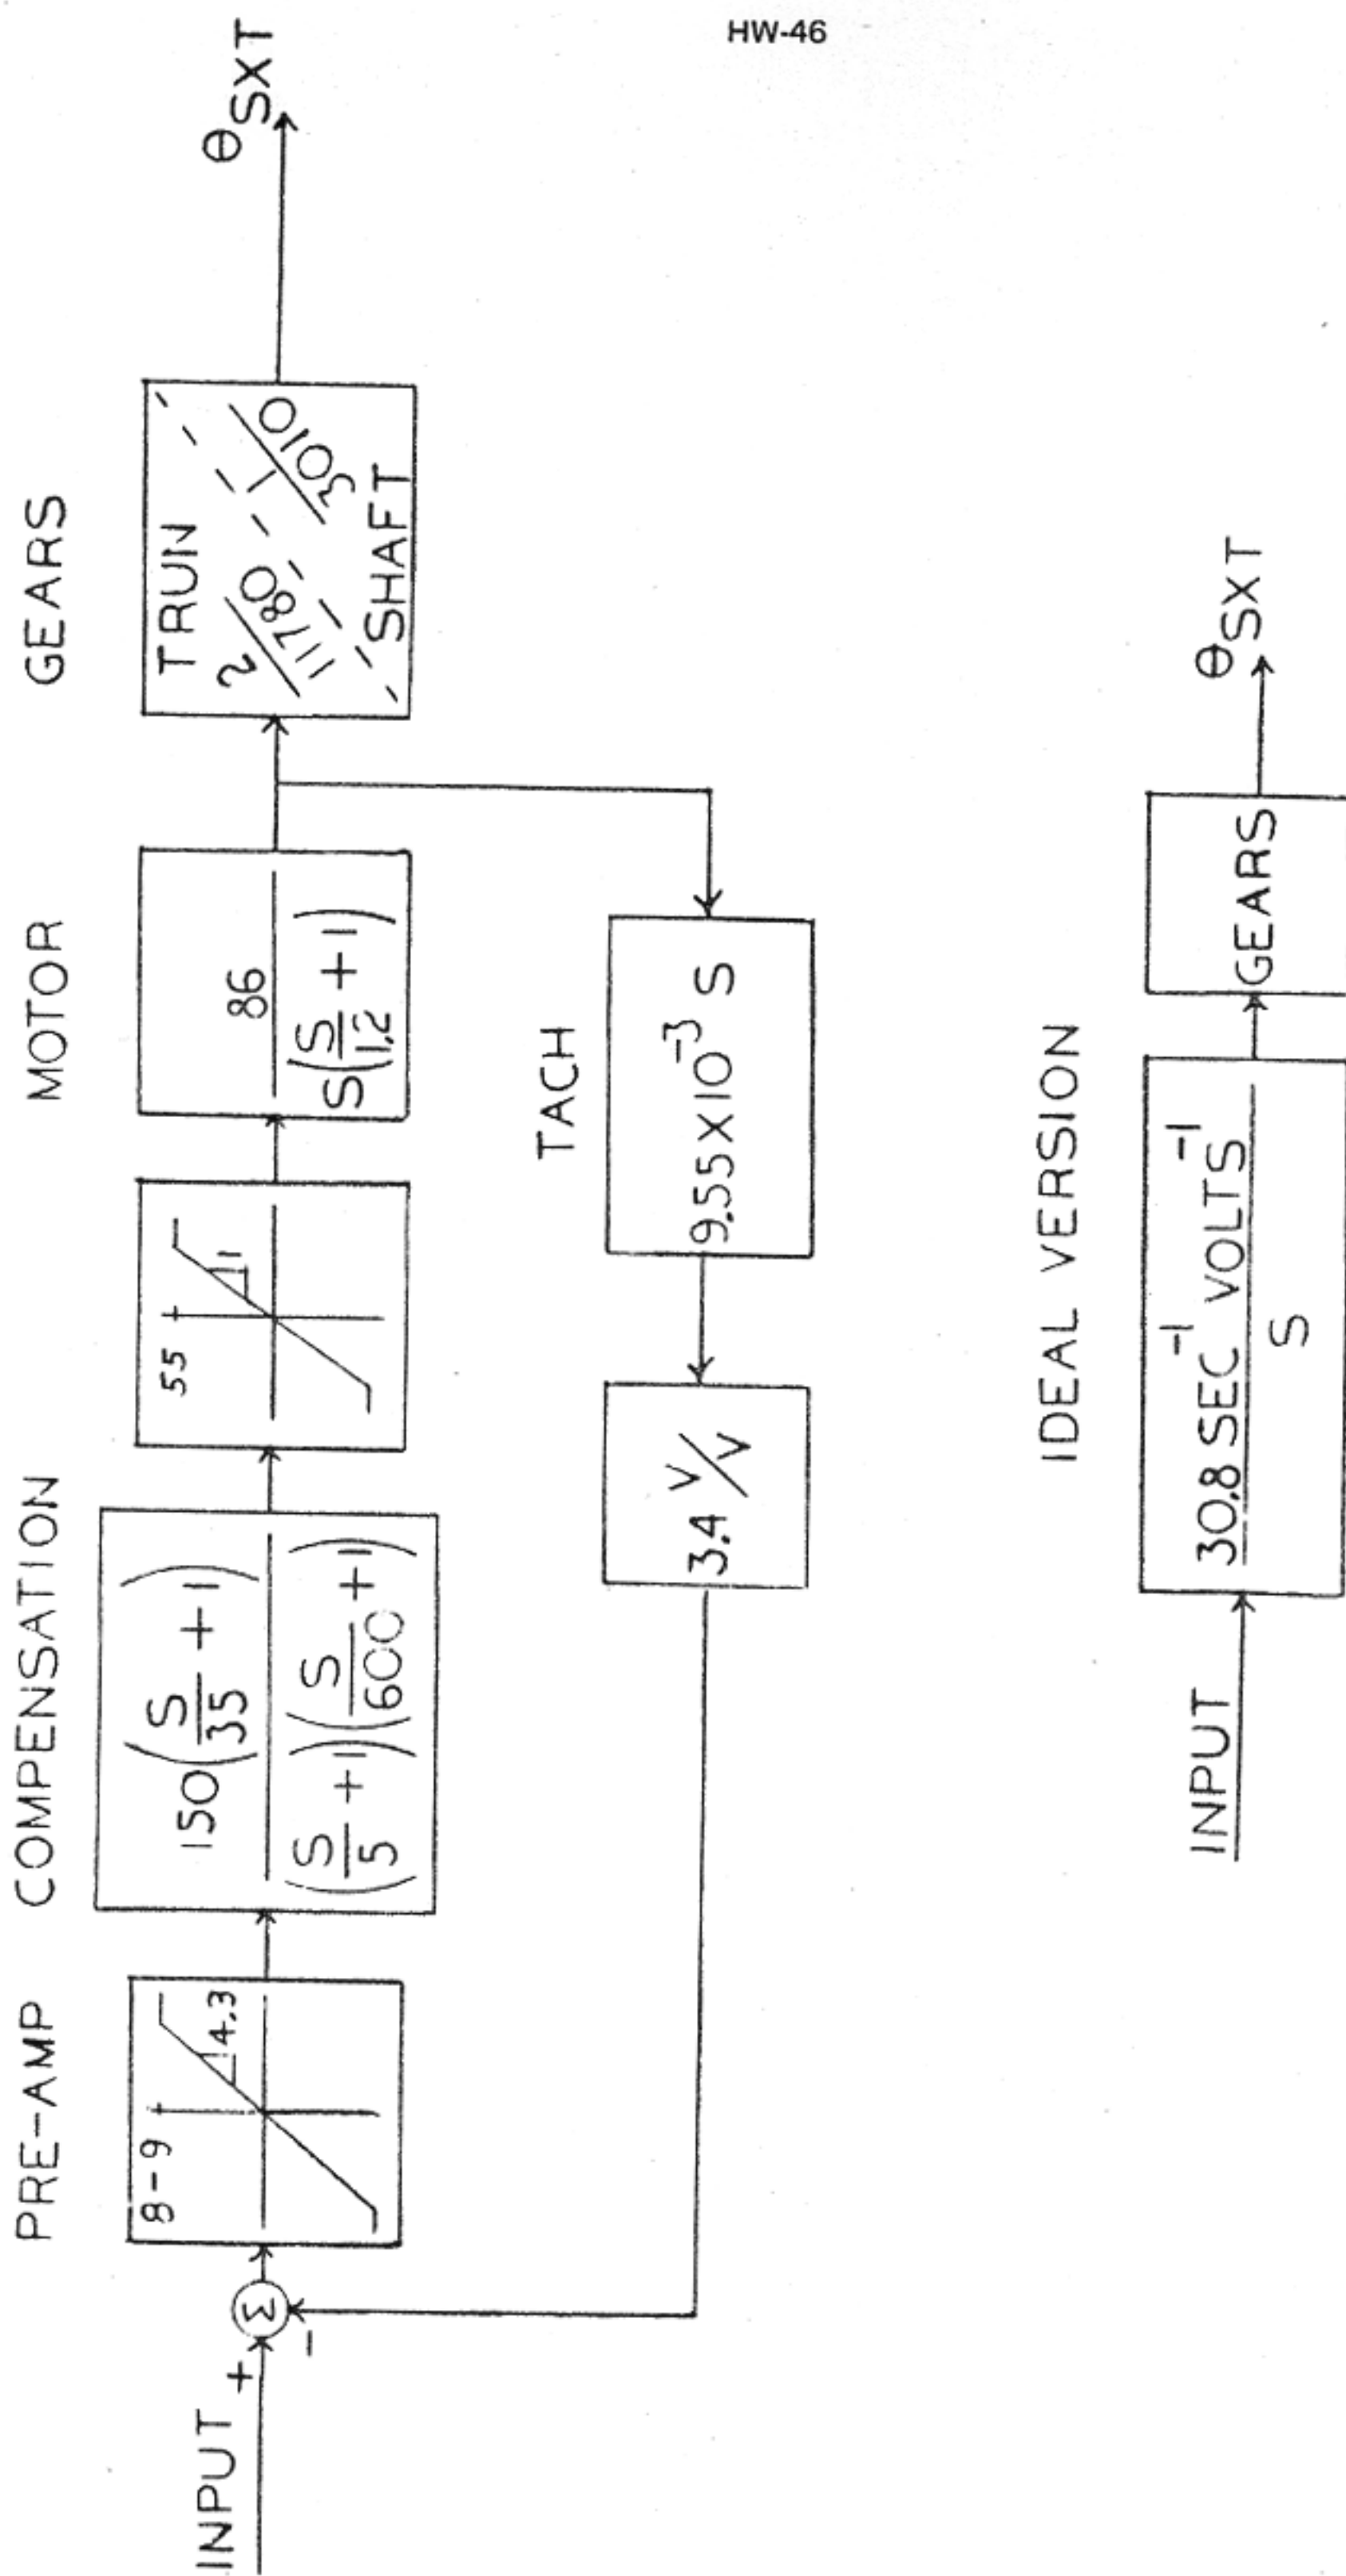 HW-46
PRE-AMP
COMPENSATION
MOTOR
GEARS
INPUT
+
-
Σ
8-9
4.3
150(S/35 + 1)
(S/5 + 1)(S/600 + 1)
55
1
86
S(S/1.2 + 1)
TRUN
2/11780
1/3010
SHAFT
θSXT
TACH
3.4 V/V
9.55X10⁻³ S
IDEAL VERSION
INPUT
30.8 SEC⁻¹ VOLTS⁻¹
S
GEARS
θSXT